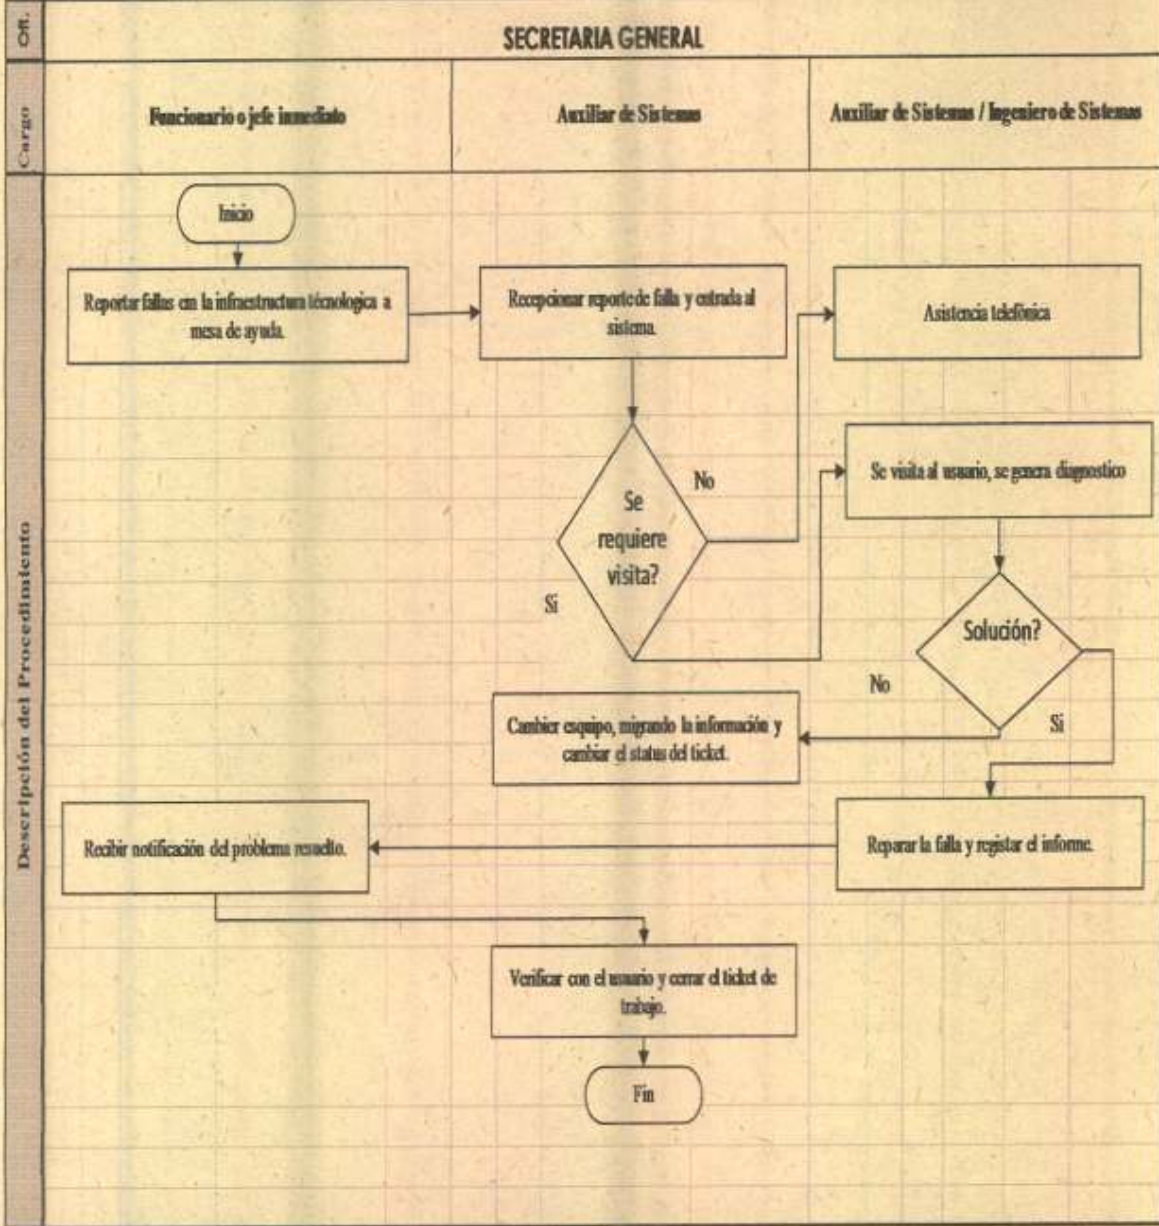 Ofi.
SECRETARIA GENERAL
Cargo
Funcionario o jefe inmediato
Auxiliar de Sistemas
Auxiliar de Sistemas / Ingeniero de Sistemas
Descripción del Procedimiento
Inicio
Reportar fallas em la infraestructura técnologica a
mesa de ayuda.
Recepcionar reporte de falla y entrada al
sistema.
Asistencia telefónica
Se
requiere
visita?
No
Si
Se visita al usuario, se genera diagnostico
Solución?
No
Si
Cambier esquipo, migrando la información y
cambiar el status del ticket.
Recibir notificación del problema resuelto.
Reparar la falla y registar el informe.
Verificar con el usuario y cerrar el ticket de
trabajo.
Fin